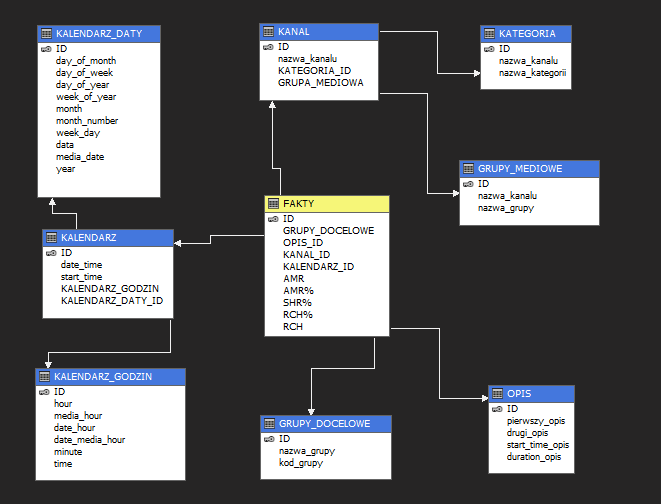 KALENDARZ_DATY
ID
day_of_month
day_of_week
day_of_year
week_of_year
month
month_number
week_day
data
media_date
year
KANAL
ID
nazwa_kanalu
KATEGORIA_ID
GRUPA_MEDIOWA
KATEGORIA
ID
nazwa_kanalu
nazwa_kategorii
GRUPY_MEDIOWE
ID
nazwa_kanalu
nazwa_grupy
FAKTY
ID
GRUPY_DOCELOWE
OPIS_ID
KANAL_ID
KALENDARZ_ID
AMR
AMR%
SHR%
RCH%
RCH
KALENDARZ
ID
date_time
start_time
KALENDARZ_GODZIN
KALENDARZ_DATY_ID
KALENDARZ_GODZIN
ID
hour
media_hour
date_hour
date_media_hour
minute
time
GRUPY_DOCELOWE
ID
nazwa_grupy
kod_grupy
OPIS
ID
pierwszy_opis
drugi_opis
start_time_opis
duration_opis